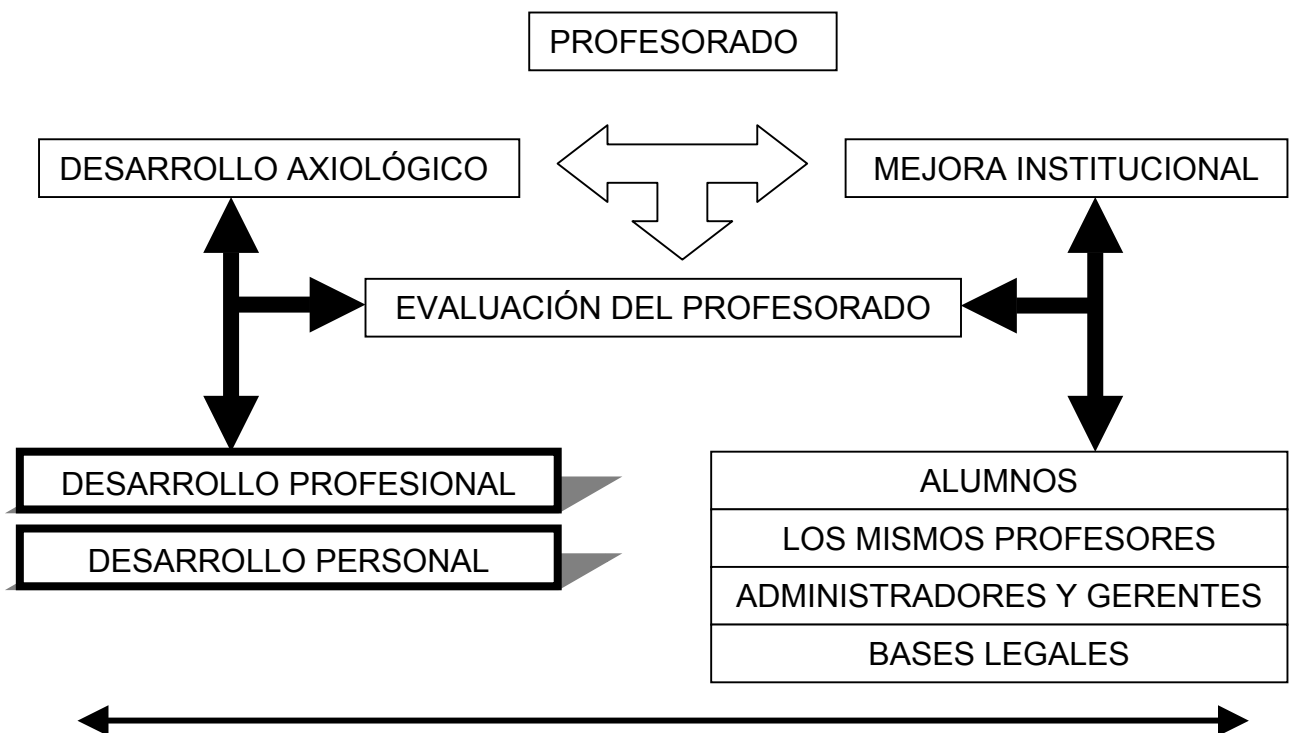 PROFESORADO
DESARROLLO AXIOLÓGICO
MEJORA INSTITUCIONAL
EVALUACIÓN DEL PROFESORADO
DESARROLLO PROFESIONAL
DESARROLLO PERSONAL
ALUMNOS
LOS MISMOS PROFESORES
ADMINISTRADORES Y GERENTES
BASES LEGALES